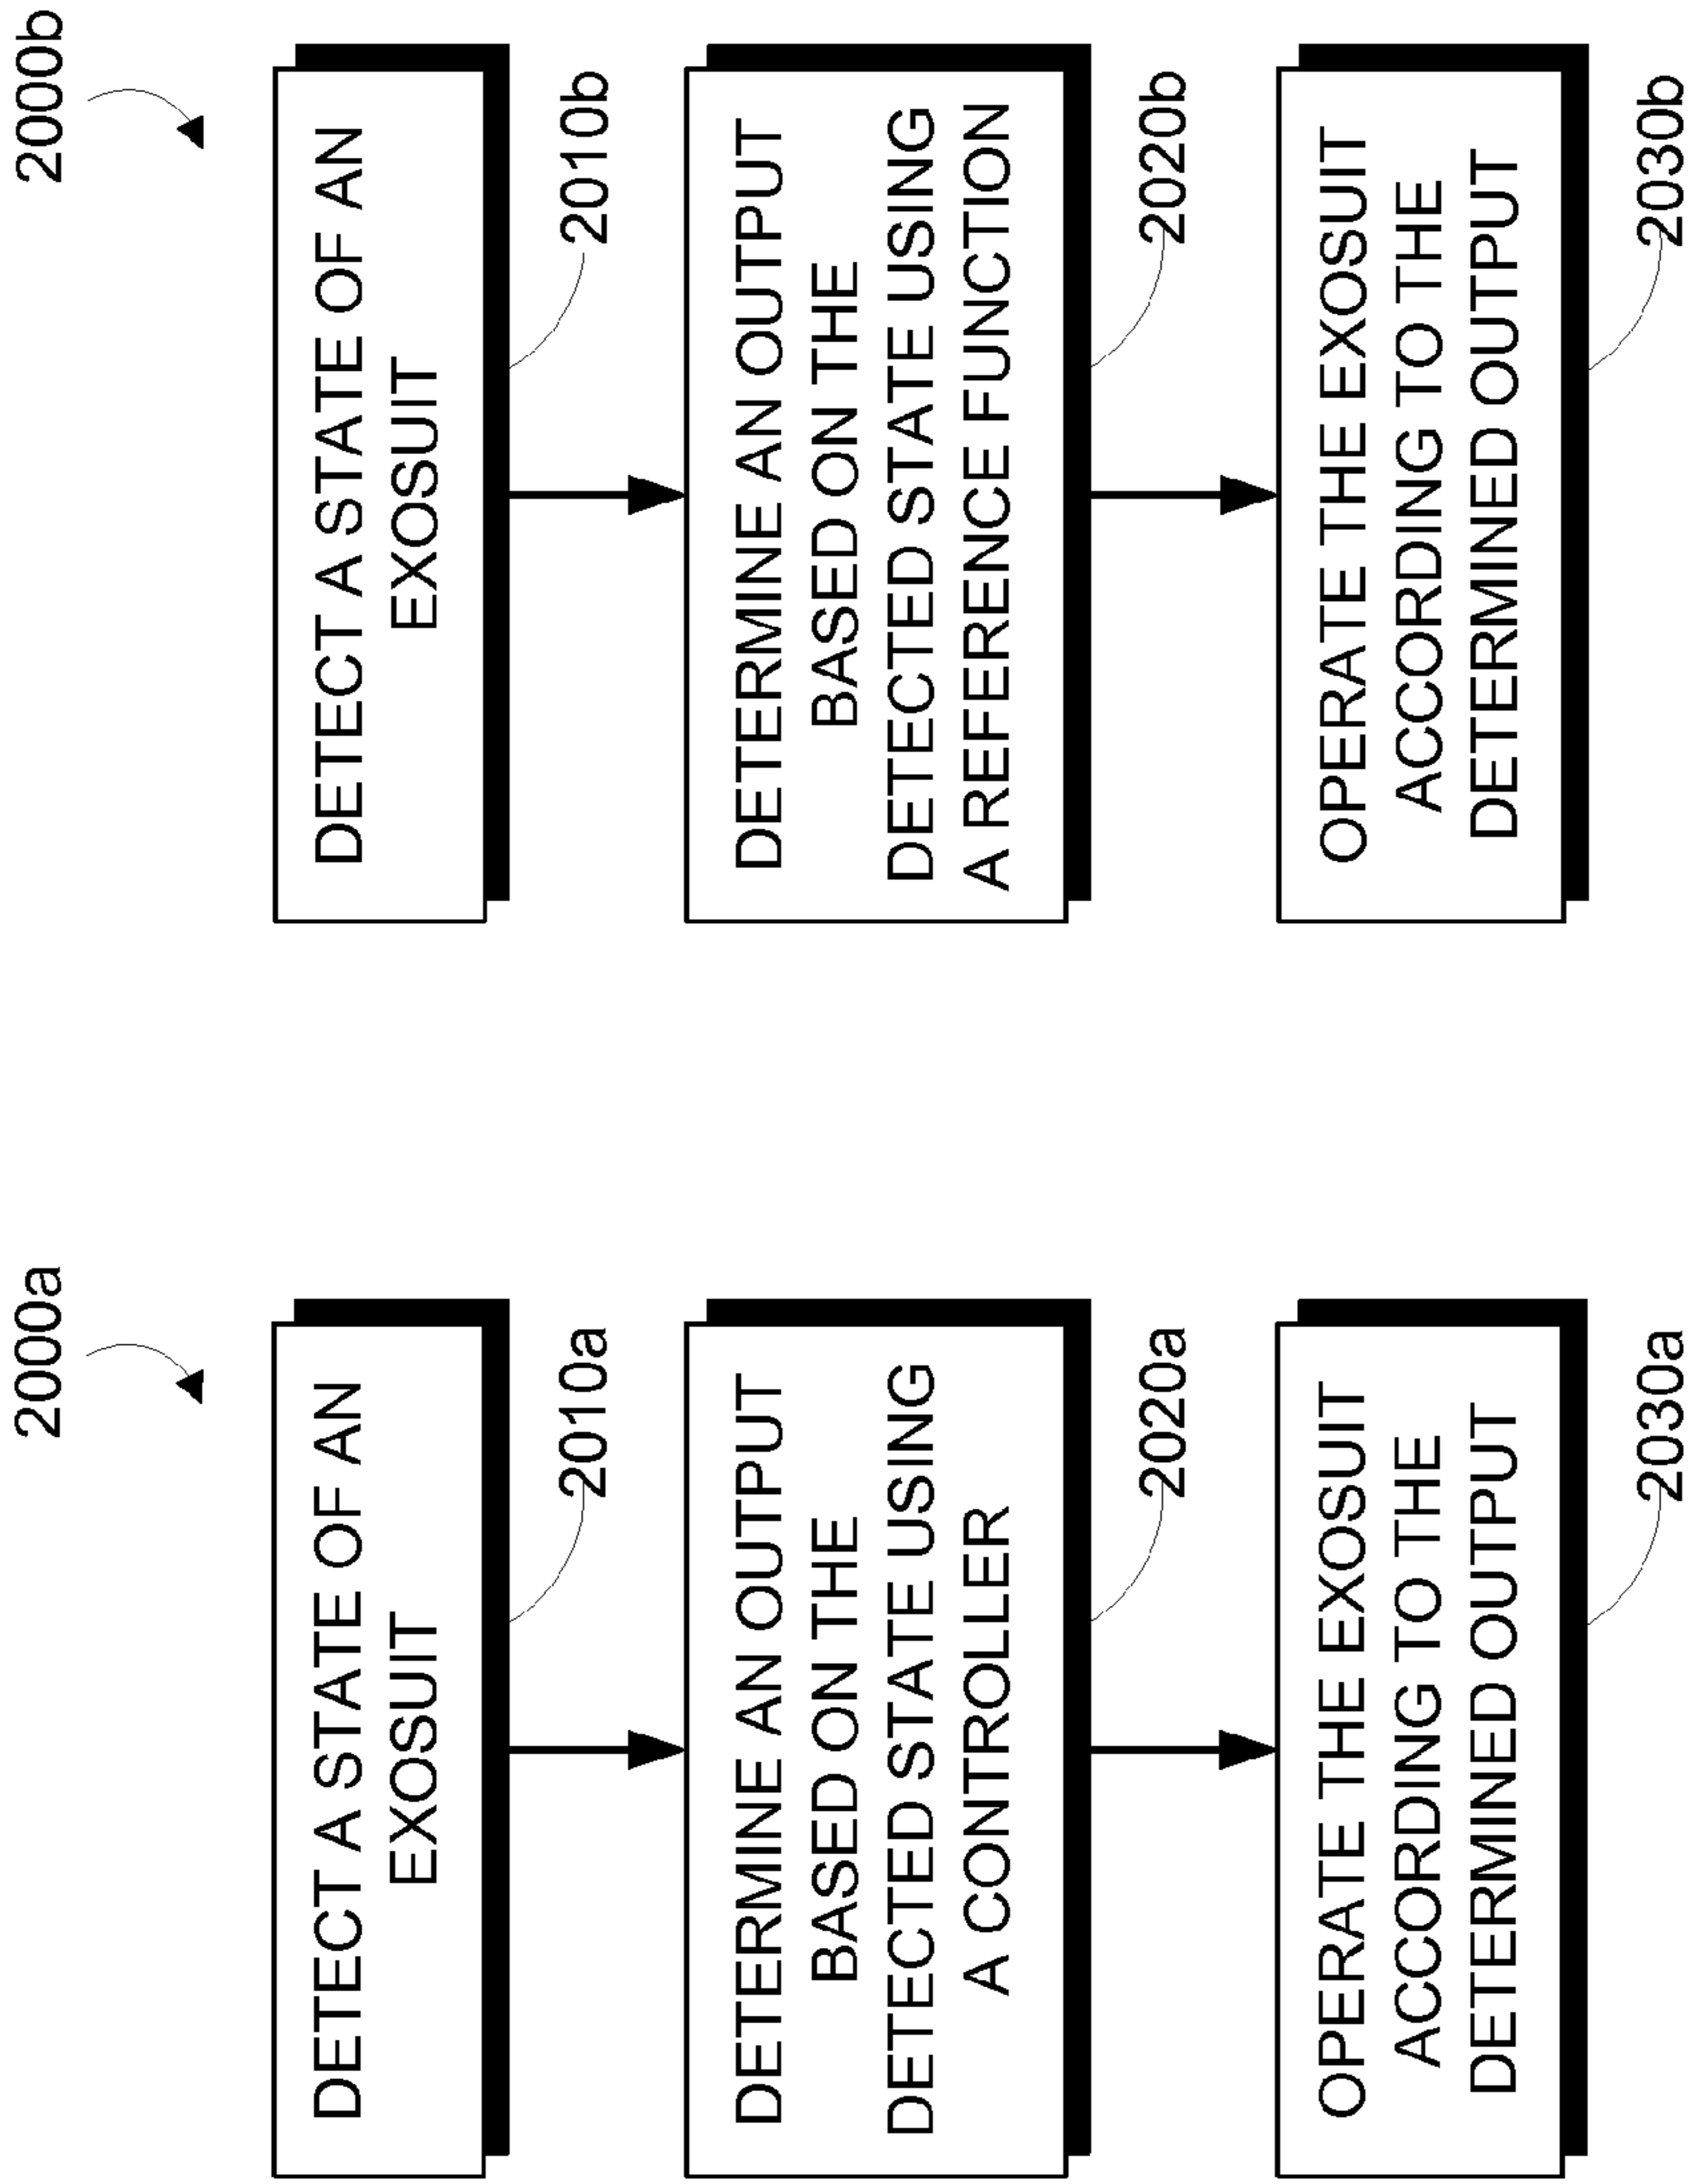 2000a
DETECT A STATE OF AN
EXOSUIT
2010a
DETERMINE AN OUTPUT
BASED ON THE
DETECTED STATE USING
A CONTROLLER
2020a
OPERATE THE EXOSUIT
ACCORDING TO THE
DETERMINED OUTPUT
2030a
2000b
DETECT A STATE OF AN
EXOSUIT
2010b
DETERMINE AN OUTPUT
BASED ON THE
DETECTED STATE USING
A REFERENCE FUNCTION
2020b
OPERATE THE EXOSUIT
ACCORDING TO THE
DETERMINED OUTPUT
2030b